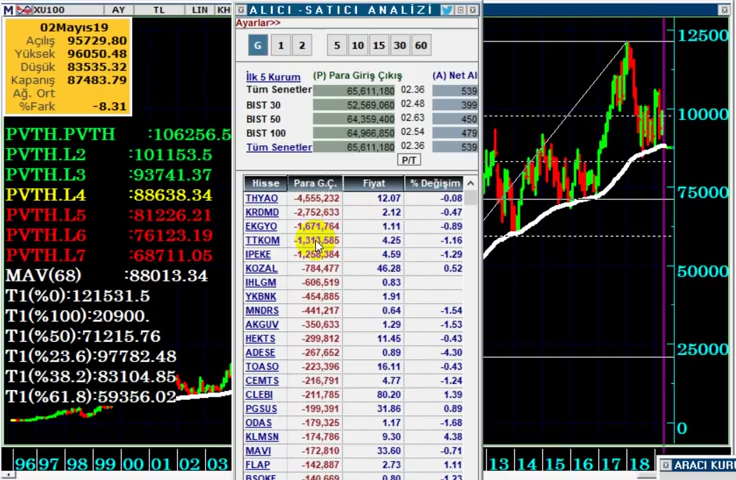 M XU100 AY TL LIN KH
02Mayıs19
Açılış 95729.80
Yüksek 96050.48
Düşük 83535.32
Kapanış 87483.79
Ağ. Ort
%Fark -8.31
PVTH.PVTH :106256.5
PVTH.L2 :101153.5
PVTH.L3 :93741.37
PVTH.L4 :88638.34
PVTH.L5 :81226.21
PVTH.L6 :76123.19
PVTH.L7 :68711.05
MAV(68) :88013.34
T1(%0):121531.5
T1(%100):20900.
T1(%50):71215.76
T1(%23.6):97782.48
T1(%38.2):83104.85
T1(%61.8):59356.02
96 97 98 99 00 01 02 03
ALICI -SATICI ANALİZİ
Ayarlar>>
G 1 2 5 10 15 30 60
İlk 5 Kurum (P) Para Giriş Çıkış (A) Net Al
Tüm Senetler 65,611,180 02.36 539
BIST 30 52,569,060 02.48 399
BIST 50 64,359,400 02.63 450
BIST 100 64,966,850 02.54 479
Tüm Senetler 65,611,180 02.36 539
P/T
Hisse Para G.Ç. Fiyat % Değişim
THYAO -4,555,232 12.07 -0.08
KRDMD -2,752,633 2.12 -0.47
EKGYO -1,671,764 1.11 -0.89
TTKOM 4.25 -1.16
IPEKE -1,258,384 4.59 -1.29
KOZAL -784,477 46.28 0.52
IHLGM -606,519 0.83
YKBNK -454,885 1.91
MNDRS -441,217 0.64 -1.54
AKGUV -350,633 1.29 -1.53
HEKTS -299,812 11.45 -0.43
ADESE -267,652 0.89 -4.30
TOASO -223,396 16.11 -0.43
CEMTS -216,791 4.77 -1.24
CLEBI -211,785 80.20 1.39
PGSUS -199,391 31.86 0.89
ODAS -179,325 1.17 -1.68
KLMSN -174,786 9.30 4.38
MAVI -172,810 33.60 -0.71
FLAP -142,887 2.73 1.11
BSOKE -140,669 0.80 -1.23
125000
100000
75000
50000
25000
0
13 14 15 16 17 18 19
ARACI KURU